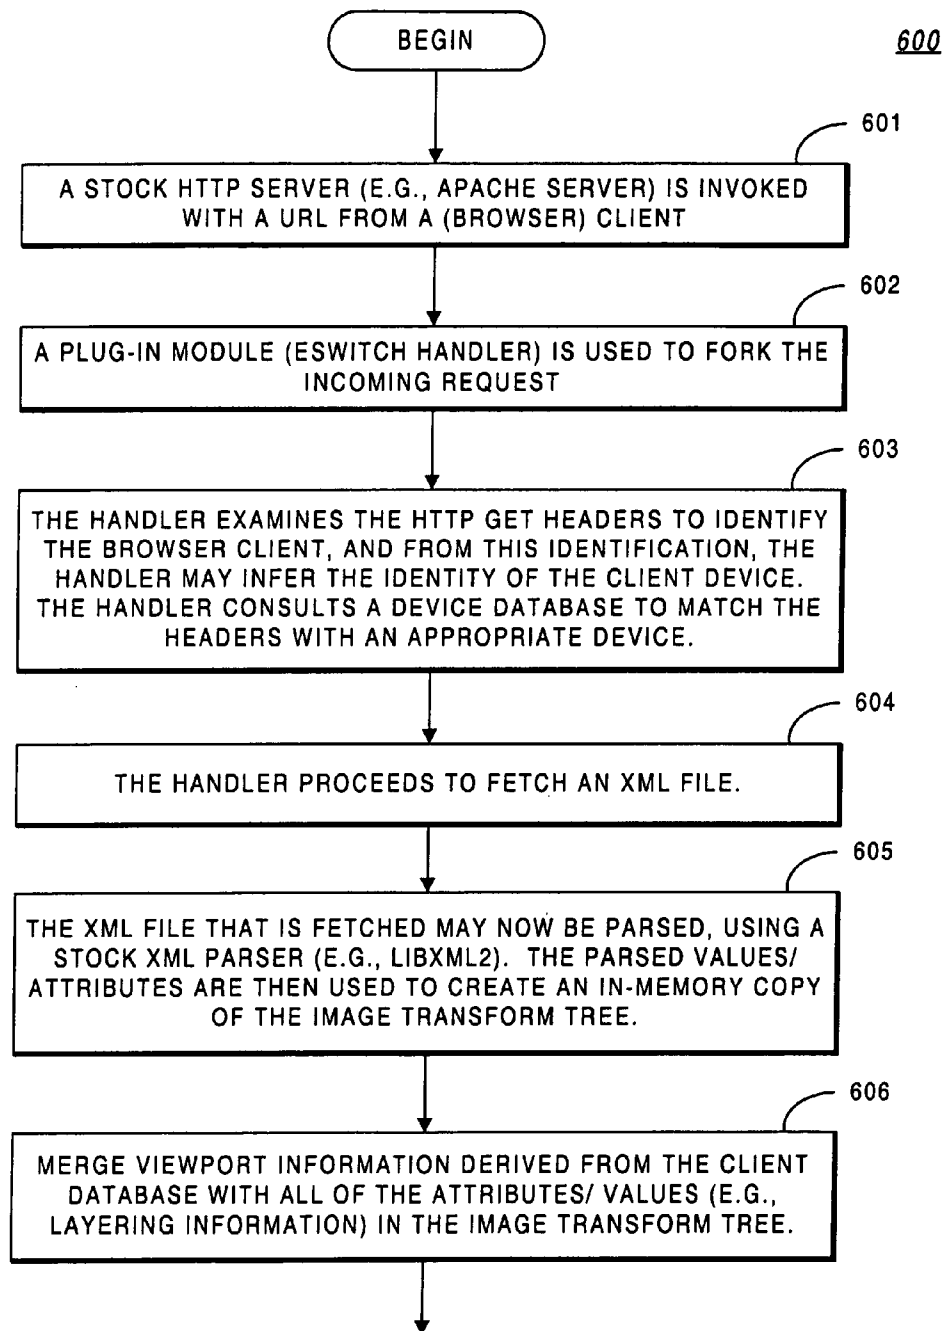 BEGIN
600
601
A STOCK HTTP SERVER (E.G., APACHE SERVER) IS INVOKED
WITH A URL FROM A (BROWSER) CLIENT
602
A PLUG-IN MODULE (ESWITCH HANDLER) IS USED TO FORK THE
INCOMING REQUEST
603
THE HANDLER EXAMINES THE HTTP GET HEADERS TO IDENTIFY
THE BROWSER CLIENT, AND FROM THIS IDENTIFICATION, THE
HANDLER MAY INFER THE IDENTITY OF THE CLIENT DEVICE.
THE HANDLER CONSULTS A DEVICE DATABASE TO MATCH THE
HEADERS WITH AN APPROPRIATE DEVICE.
604
THE HANDLER PROCEEDS TO FETCH AN XML FILE.
605
THE XML FILE THAT IS FETCHED MAY NOW BE PARSED, USING A
STOCK XML PARSER (E.G., LIBXML2). THE PARSED VALUES/
ATTRIBUTES ARE THEN USED TO CREATE AN IN-MEMORY COPY
OF THE IMAGE TRANSFORM TREE.
606
MERGE VIEWPORT INFORMATION DERIVED FROM THE CLIENT
DATABASE WITH ALL OF THE ATTRIBUTES/ VALUES (E.G.,
LAYERING INFORMATION) IN THE IMAGE TRANSFORM TREE.